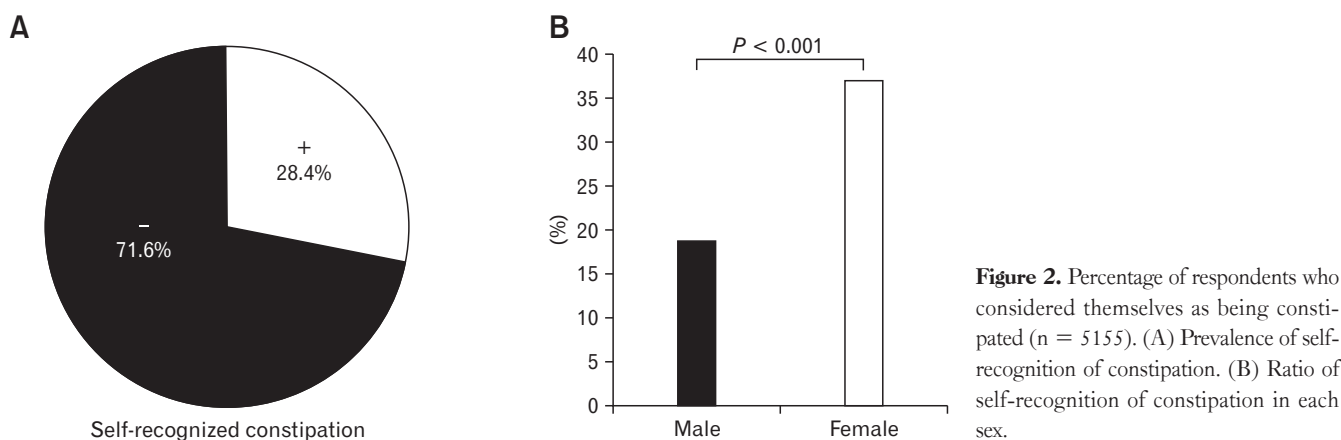 A
+
28.4%
–
71.6%
Self-recognized constipation
B
P < 0.001
40
35
30
25
20
15
10
5
0
(%)
Male
Female
Figure 2. Percentage of respondents who
considered themselves as being consti-
pated (n = 5155). (A) Prevalence of self-
recognition of constipation. (B) Ratio of
self-recognition of constipation in each
sex.